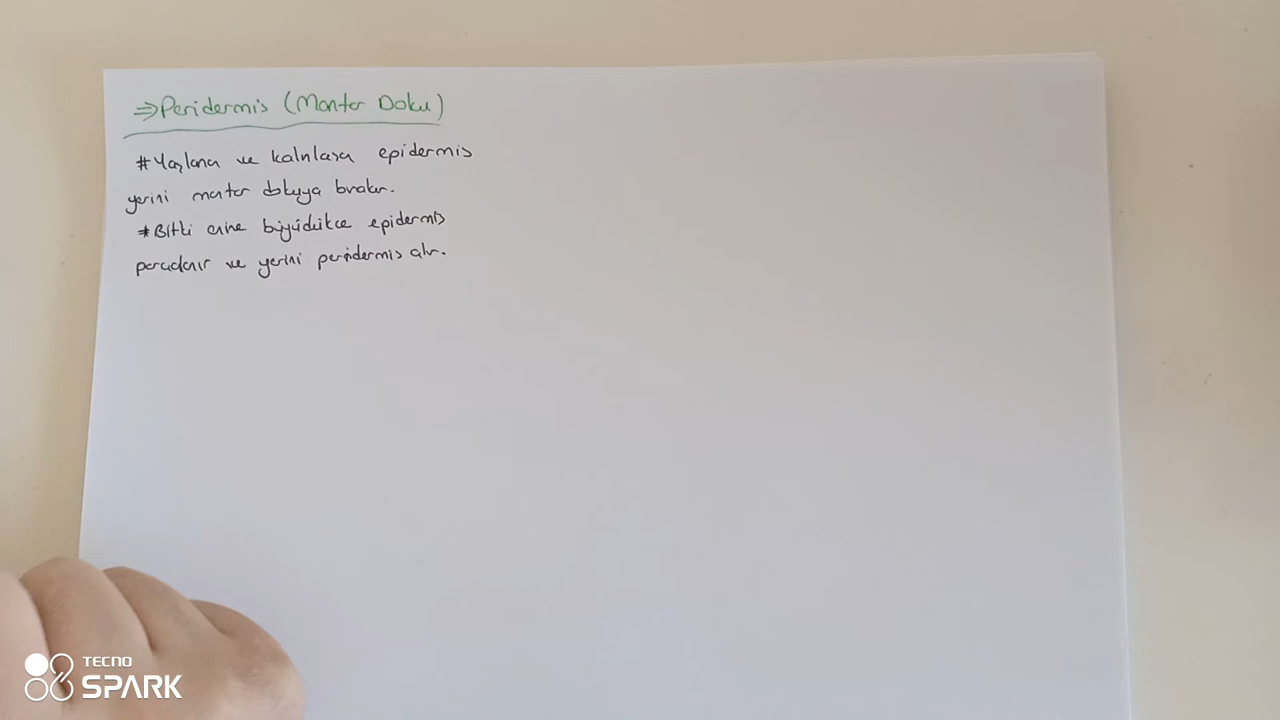 ⇒Peridermis (Mantar Doku)
#Yaşlanan ve kalınlaşan epidermis
yerini mantar dokuya bırakır.
*Bitki enine büyüdükçe epidermis
parçalanır ve yerini peridermis alır.
TECNO
SPARK